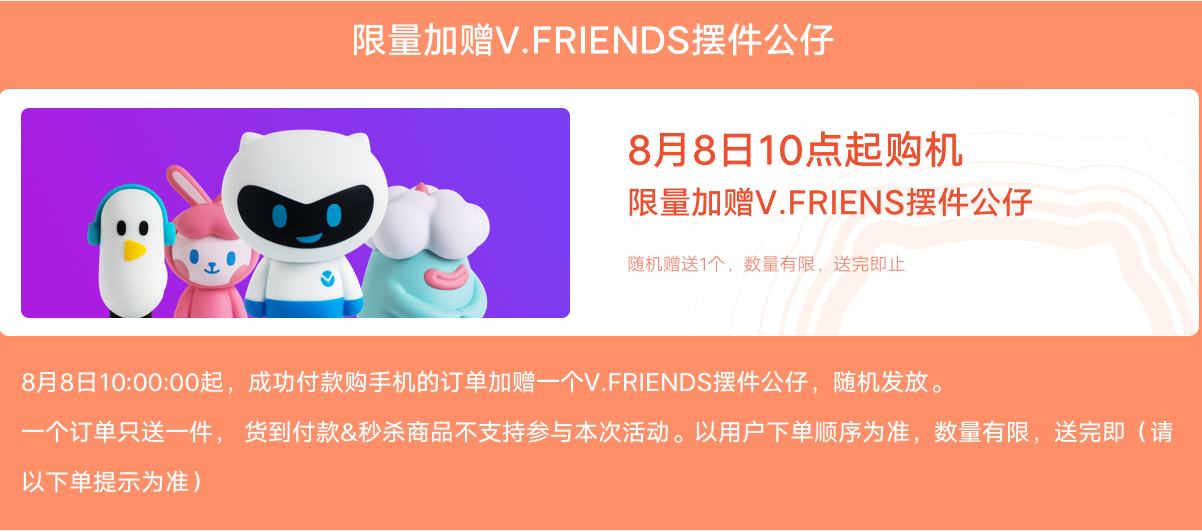 限量加赠V.FRIENDS摆件公仔
8月8日10点起购机
限量加赠V.FRIENS摆件公仔
随机赠送1个，数量有限，送完即止
8月8日10:00:00起，成功付款购手机的订单加赠一个V.FRIENDS摆件公仔，随机发放。
一个订单只送一件， 货到付款&秒杀商品不支持参与本次活动。以用户下单顺序为准，数量有限，送完即（请
以下单提示为准）